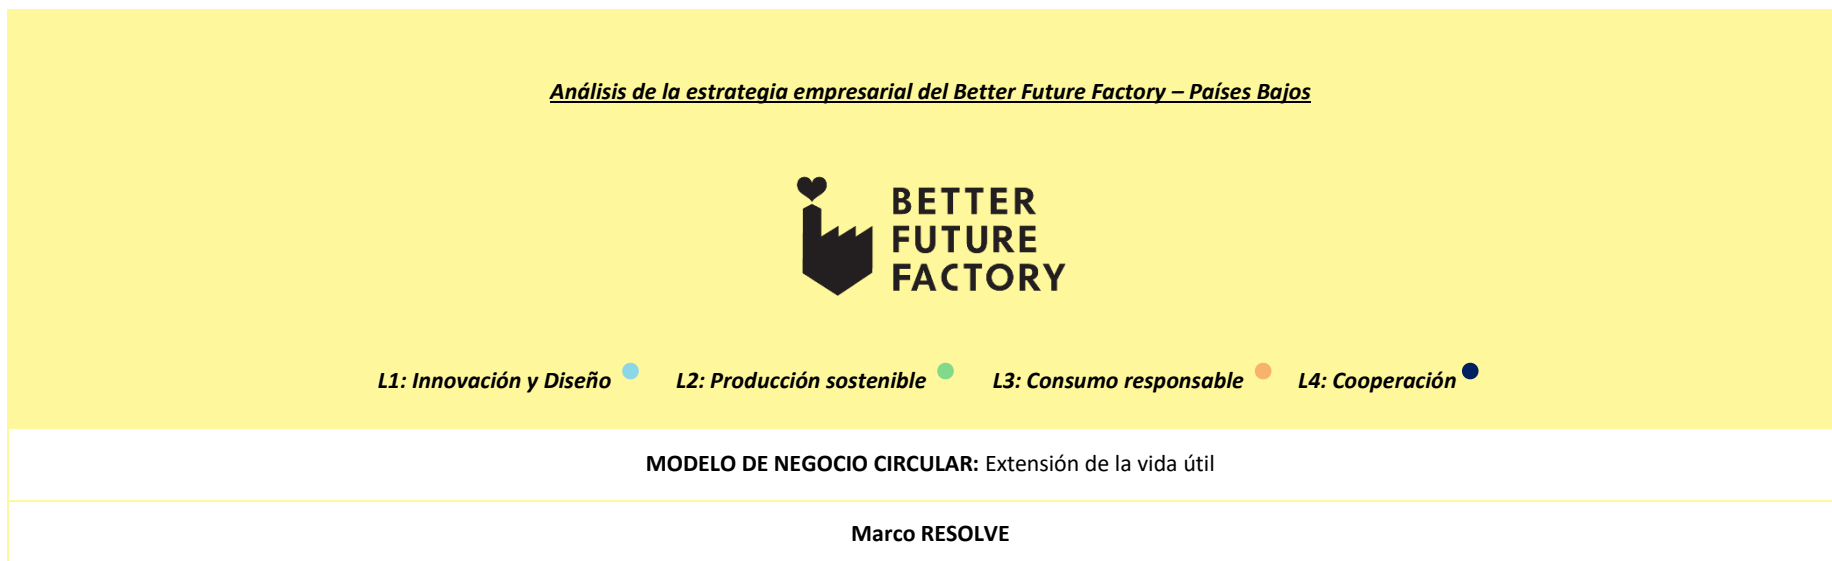 Análisis de la estrategia empresarial del Better Future Factory – Países Bajos
BETTER
FUTURE
FACTORY
L1: Innovación y Diseño L2: Producción sostenible L3: Consumo responsable L4: Cooperación
MODELO DE NEGOCIO CIRCULAR: Extensión de la vida útil
Marco RESOLVE